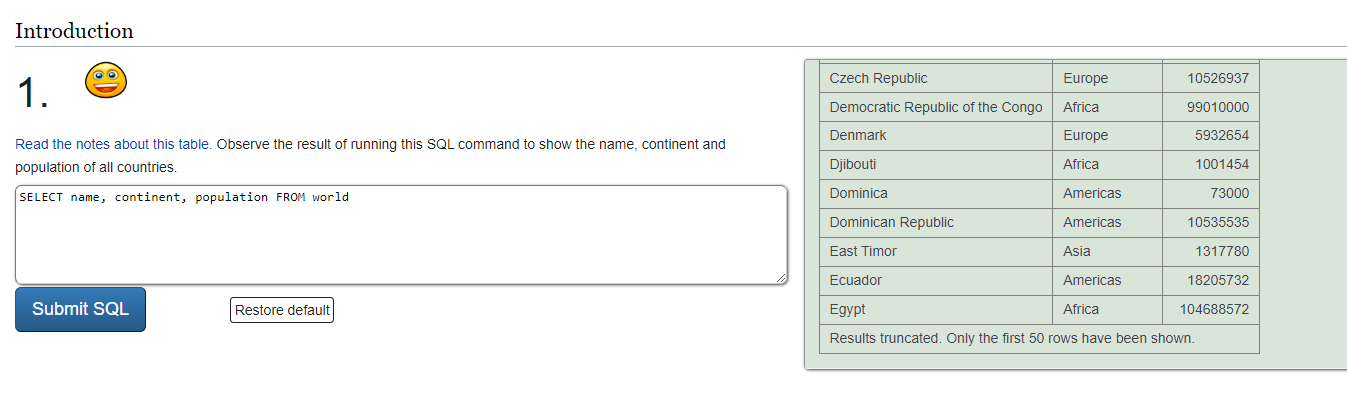 Introduction
1.
Read the notes about this table. Observe the result of running this SQL command to show the name, continent and
population of all countries.
SELECT name, continent, population FROM world
Submit SQL
Restore default
Czech Republic Europe 10526937
Democratic Republic of the Congo Africa 99010000
Denmark Europe 5932654
Djibouti Africa 1001454
Dominica Americas 73000
Dominican Republic Americas 10535535
East Timor Asia 1317780
Ecuador Americas 18205732
Egypt Africa 104688572
Results truncated. Only the first 50 rows have been shown.